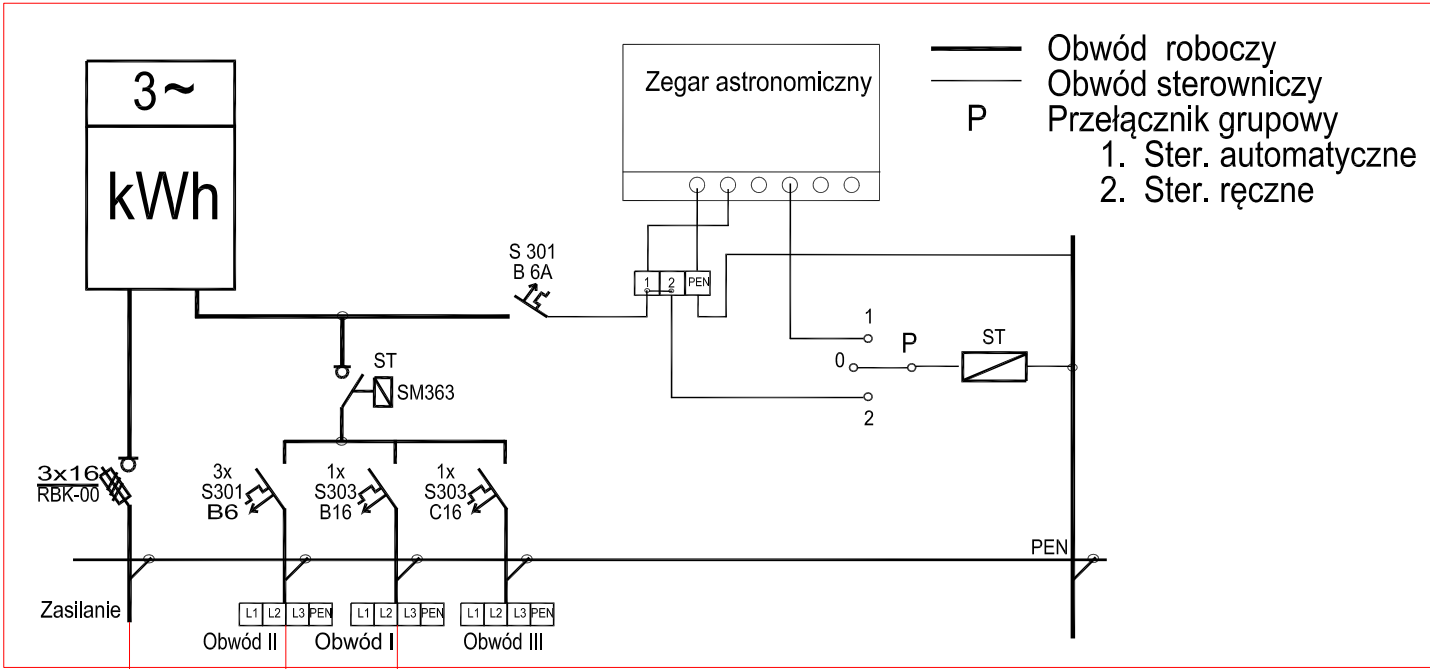 3~
kWh
Zegar astronomiczny
Obwód roboczy
Obwód sterowniczy
P Przełącznik grupowy
1. Ster. automatyczne
2. Ster. ręczne
S 301
B 6A
1 2 PEN
1
0
P
2
ST
ST
SM363
3x16
RBK-00
3x
S301
B6
1x
S303
B16
1x
S303
C16
PEN
Zasilanie
L1 L2 L3 PEN
L1 L2 L3 PEN
L1 L2 L3 PEN
Obwód II
Obwód I
Obwód III